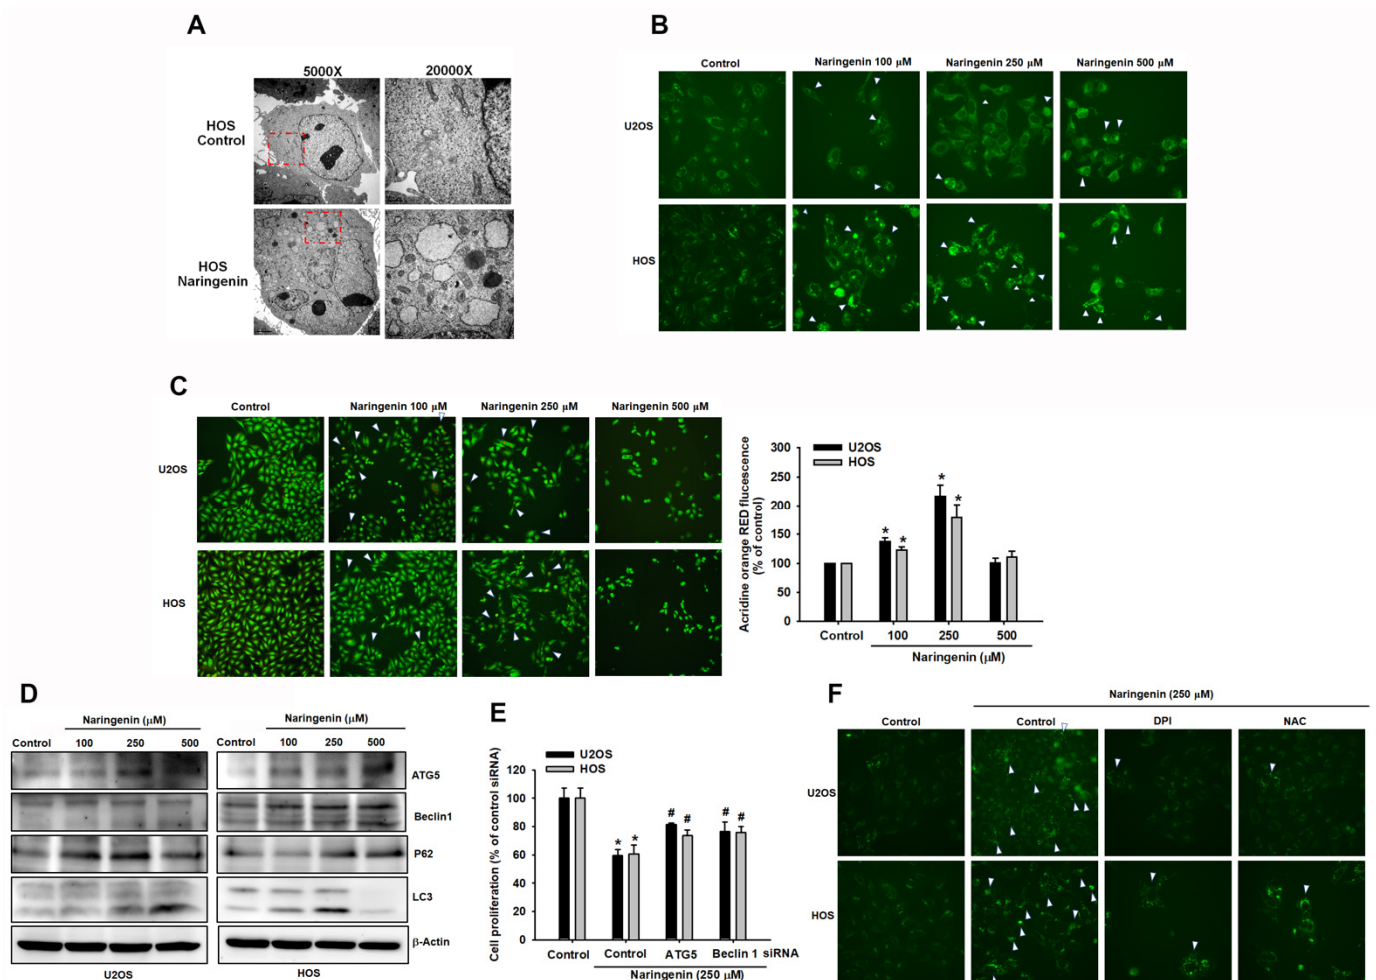 A
5000X 20000X
HOS
Control
HOS
Naringenin
B
Control Naringenin 100 μM Naringenin 250 μM Naringenin 500 μM
U2OS
HOS
C
Control Naringenin 100 μM Naringenin 250 μM Naringenin 500 μM
U2OS
HOS
Acridine orange RED flucescence
(% of control)
300
250
200
150
100
50
0
U2OS
HOS
* * * *
Control 100 250 500
Naringenin (μM)
D
Naringenin (μM)
Control 100 250 500
U2OS
Naringenin (μM)
Control 100 250 500
ATG5
Beclin1
P62
LC3
β-Actin
HOS
E
Cell proliferation (% of control siRNA)
120
100
80
60
40
20
0
U2OS
HOS
* * # # # #
Control Control ATG5 Beclin 1 siRNA
Naringenin (250 μM)
F
Naringenin (250 μM)
Control Control DPI NAC
U2OS
HOS